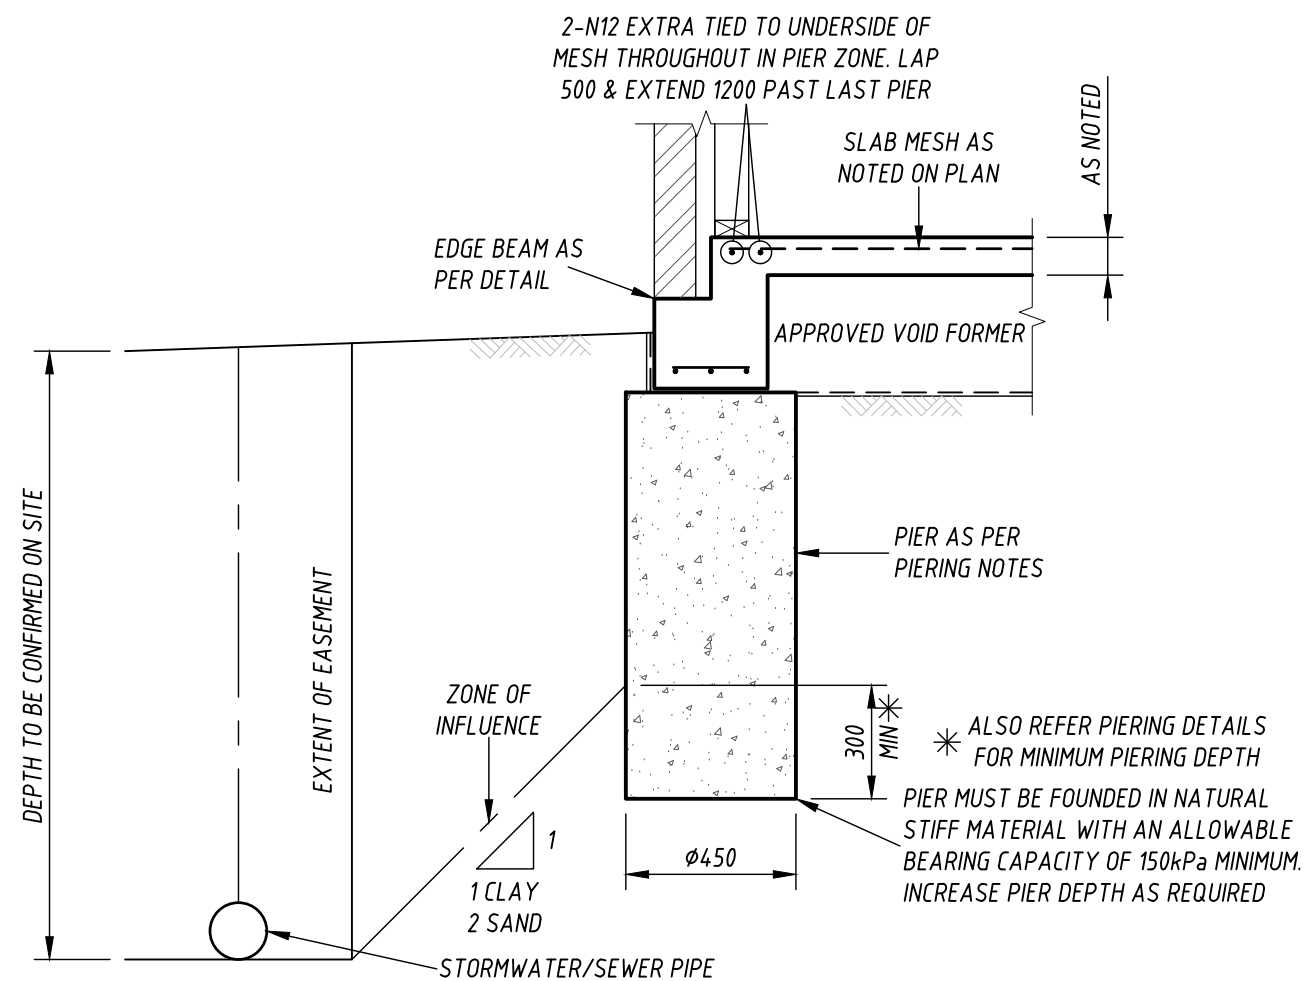 2-N12 EXTRA TIED TO UNDERSIDE OF
MESH THROUGHOUT IN PIER ZONE. LAP
500 & EXTEND 1200 PAST LAST PIER
SLAB MESH AS
NOTED ON PLAN
AS NOTED
EDGE BEAM AS
PER DETAIL
APPROVED VOID FORMER
DEPTH TO BE CONFIRMED ON SITE
EXTENT OF EASEMENT
PIER AS PER
PIERING NOTES
ZONE OF
INFLUENCE
300
MIN *
* ALSO REFER PIERING DETAILS
FOR MINIMUM PIERING DEPTH
PIER MUST BE FOUNDED IN NATURAL
STIFF MATERIAL WITH AN ALLOWABLE
BEARING CAPACITY OF 150kPa MINIMUM.
INCREASE PIER DEPTH AS REQUIRED
1
1 CLAY
2 SAND
Ø450
STORMWATER/SEWER PIPE